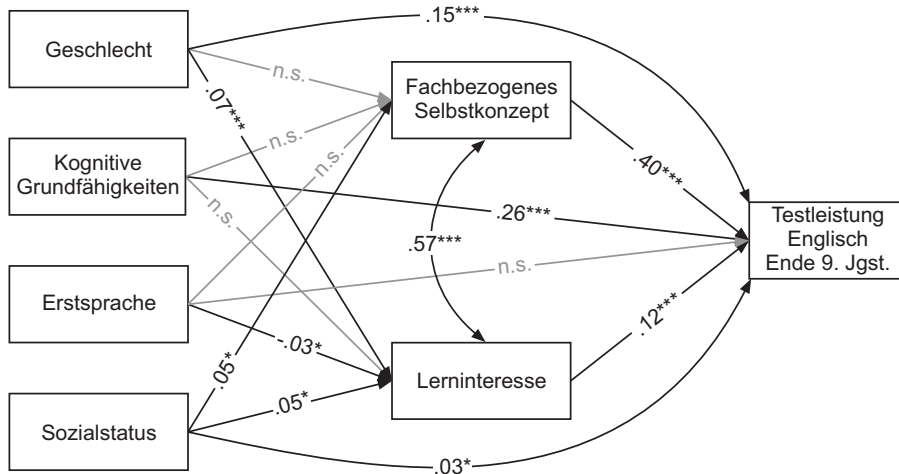 .15***
Geschlecht
n.s.
Fachbezogenes
Selbstkonzept
.07***
n.s.
Kognitive
Grundfähigkeiten
.40***
n.s.
.26***
Testleistung
Englisch
Ende 9. Jgst.
.57***
n.s.
n.s.
Erstsprache
-.03*
.12***
.05*
Lerninteresse
.05*
Sozialstatus
.03*